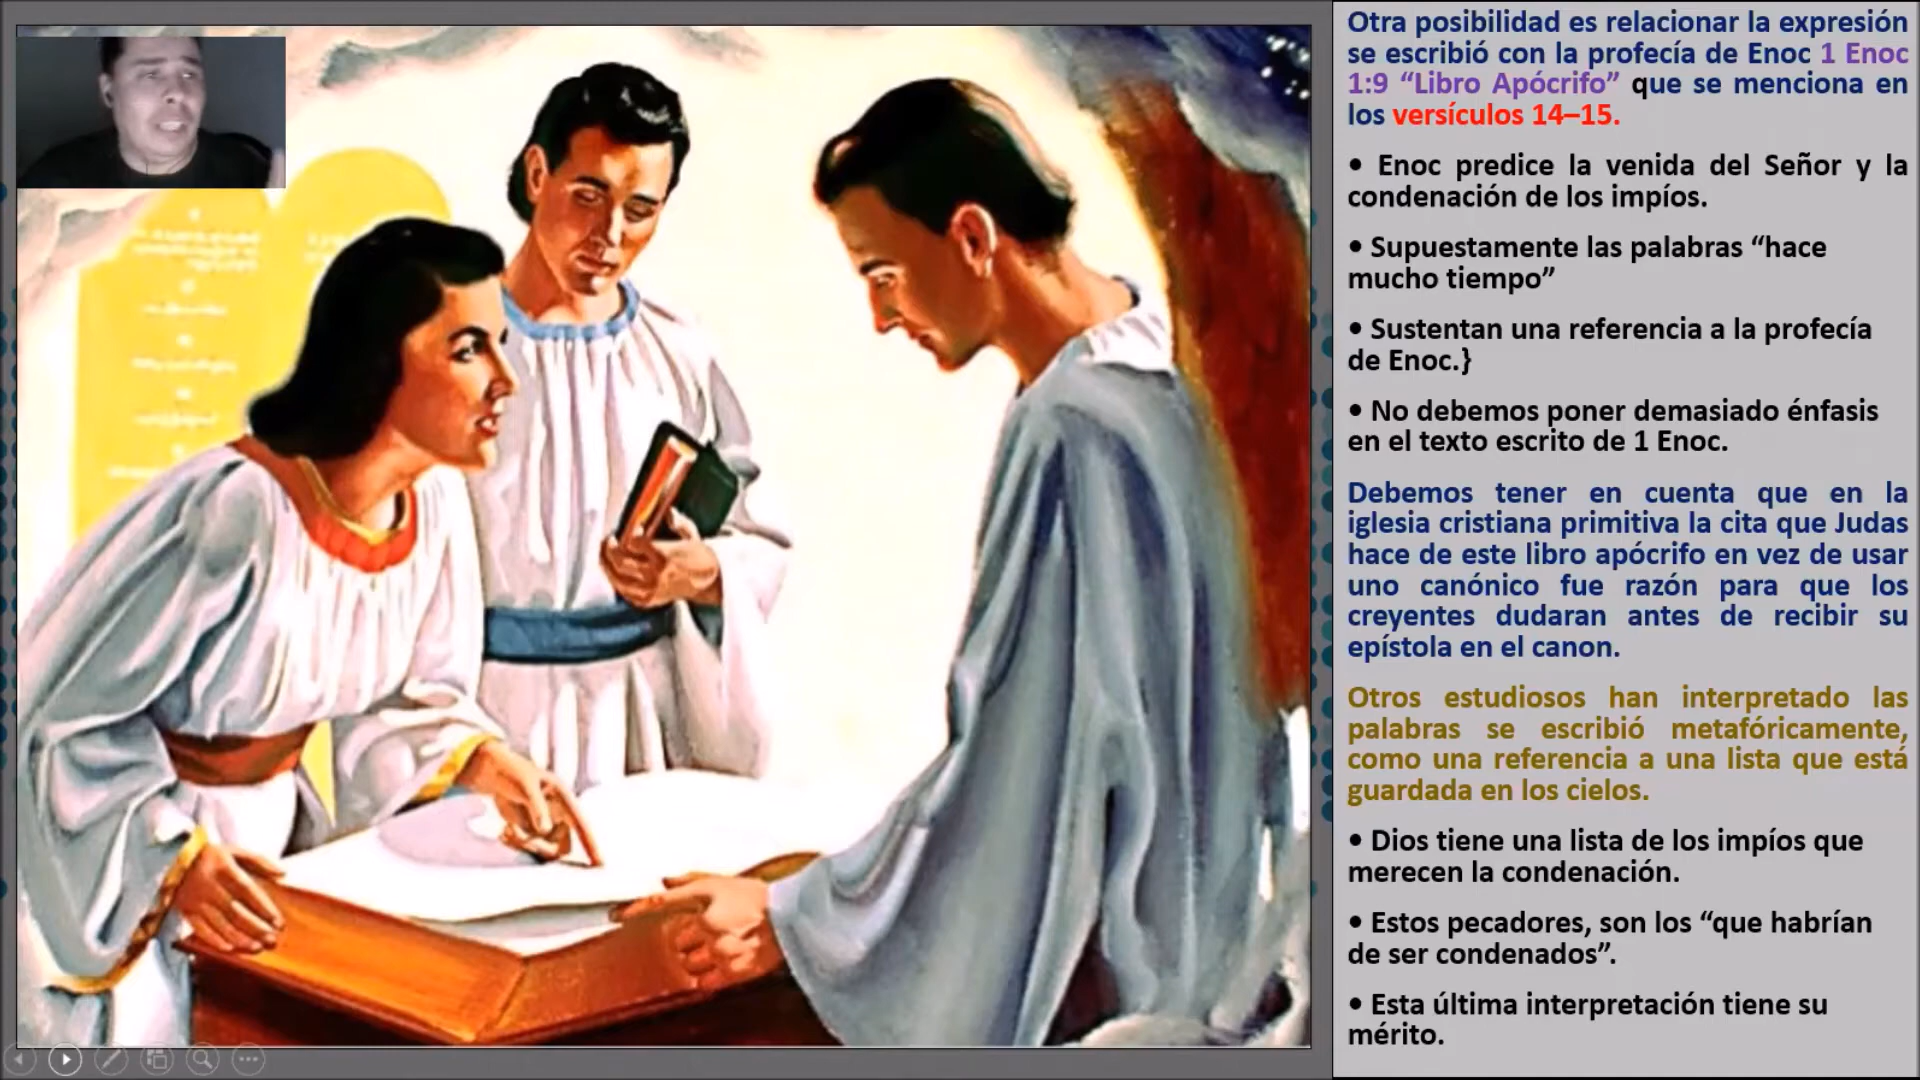 Otra posibilidad es relacionar la expresión
se escribió con la profecía de Enoc 1 Enoc
1:9 “Libro Apócrifo” que se menciona en
los versículos 14–15.
• Enoc predice la venida del Señor y la
condenación de los impíos.
• Supuestamente las palabras “hace
mucho tiempo”
• Sustentan una referencia a la profecía
de Enoc.}
• No debemos poner demasiado énfasis
en el texto escrito de 1 Enoc.
Debemos tener en cuenta que en la
iglesia cristiana primitiva la cita que Judas
hace de este libro apócrifo en vez de usar
uno canónico fue razón para que los
creyentes dudaran antes de recibir su
epístola en el canon.
Otros estudiosos han interpretado las
palabras se escribió metafóricamente,
como una referencia a una lista que está
guardada en los cielos.
• Dios tiene una lista de los impíos que
merecen la condenación.
• Estos pecadores, son los “que habrían
de ser condenados”.
• Esta última interpretación tiene su
mérito.